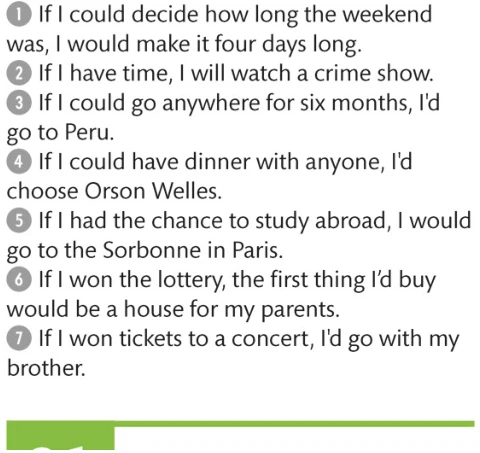 1 If I could decide how long the weekend
was, I would make it four days long.
2 If I have time, I will watch a crime show.
3 If I could go anywhere for six months, I'd
go to Peru.
4 If I could have dinner with anyone, I'd
choose Orson Welles.
5 If I had the chance to study abroad, I would
go to the Sorbonne in Paris.
6 If I won the lottery, the first thing I’d buy
would be a house for my parents.
7 If I won tickets to a concert, I'd go with my
brother.